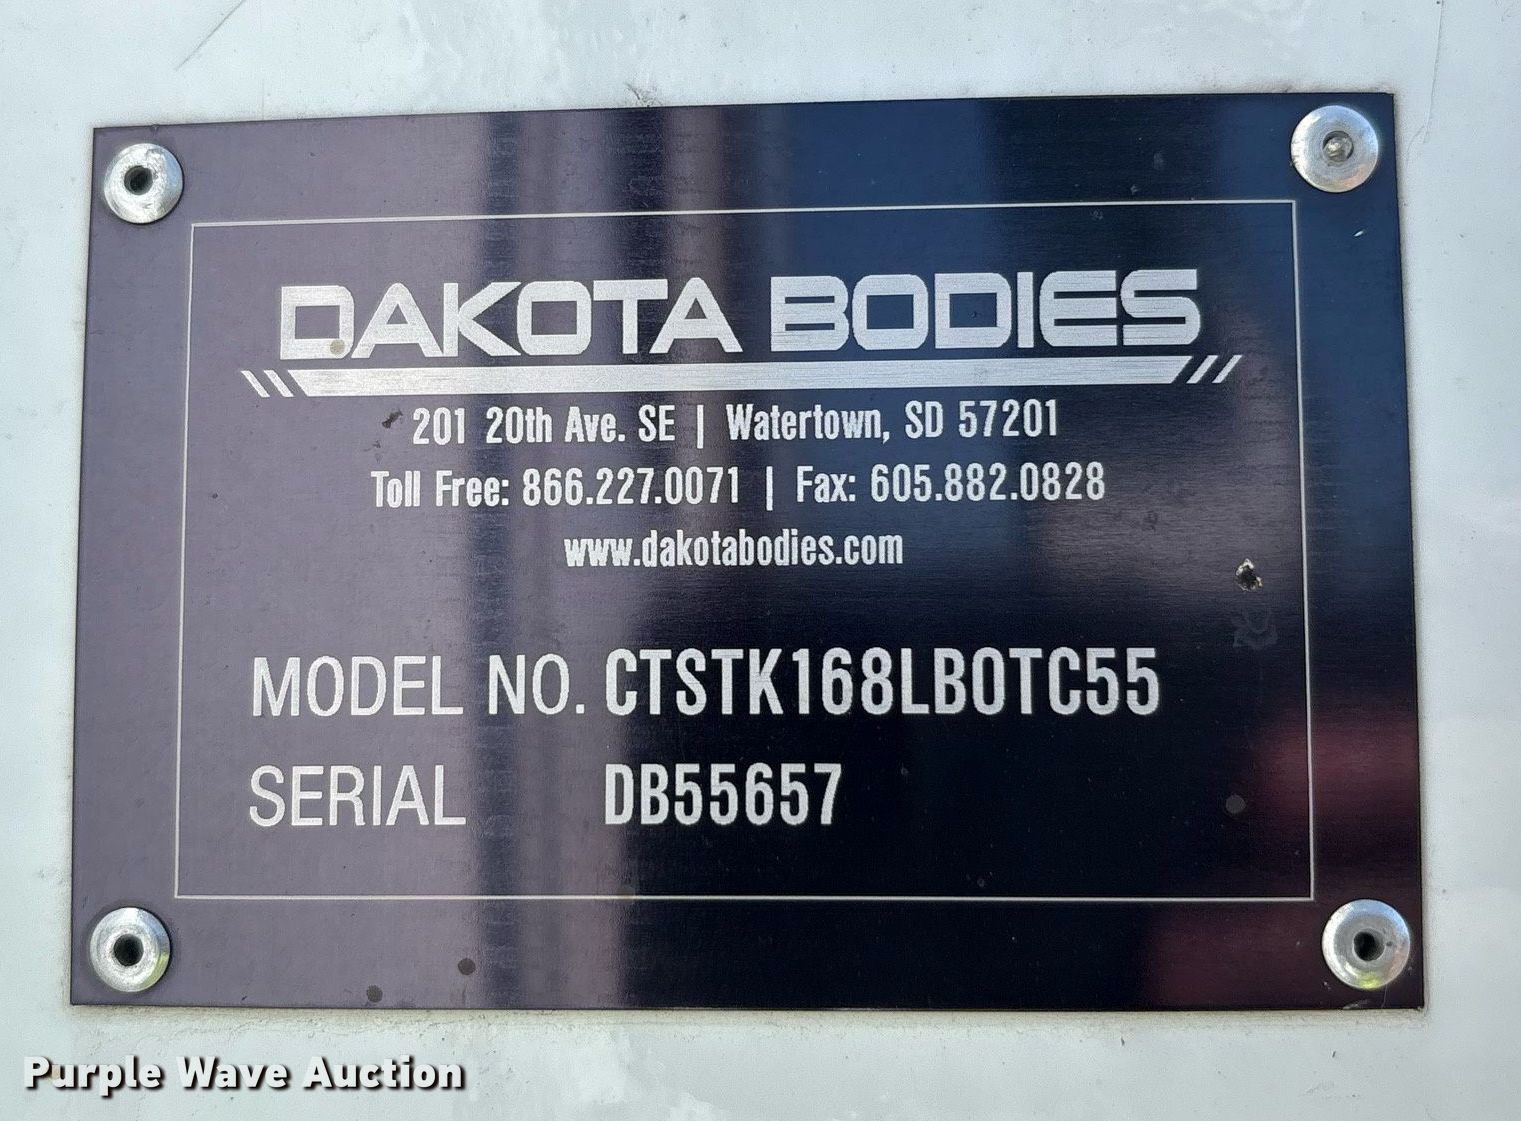 DAKOTA BODIES
201 20th Ave. SE | Watertown, SD 57201
Toll Free: 866.227.0071 | Fax: 605.882.0828
www.dakotabodies.com
MODEL NO. CTSTK168LBOTC55
SERIAL DB55657
Purple Wave Auction